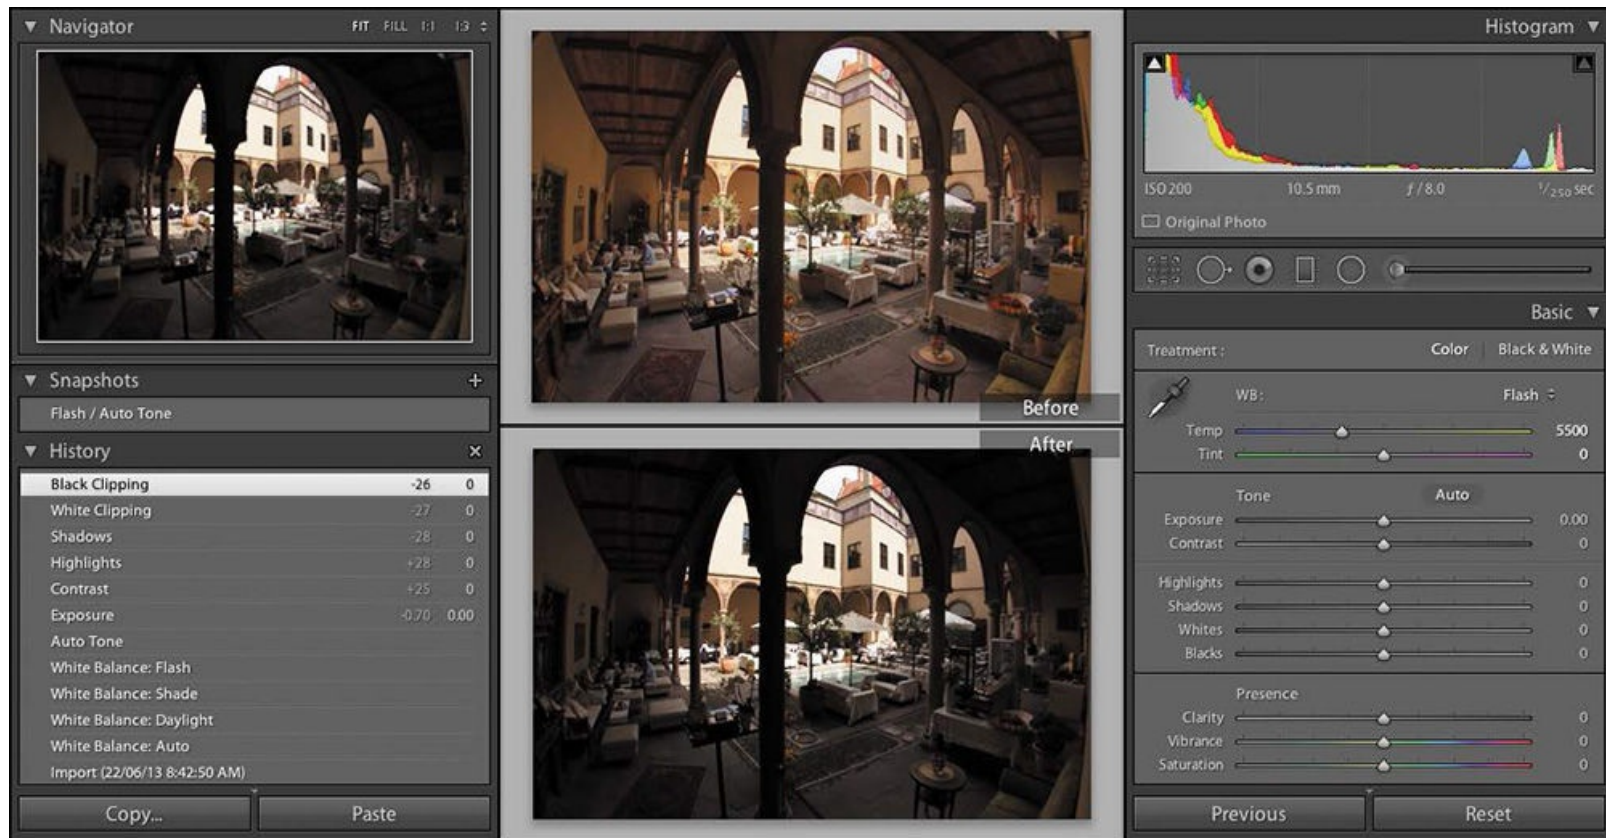 Navigator FIT FILL 1:1 1:3
Snapshots +
Flash / Auto Tone
History ×
Black Clipping -26 0
White Clipping -27 0
Shadows -28 0
Highlights +28 0
Contrast +25 0
Exposure -0.70 0.00
Auto Tone
White Balance: Flash
White Balance: Shade
White Balance: Daylight
White Balance: Auto
Import (22/06/13 8:42:50 AM)
Copy... Paste
Before
After
Histogram
ISO 200 10.5 mm ƒ / 8.0 1/250 SEC
Original Photo
Basic
Treatment : Color Black & White
WB: Flash
Temp 5500
Tint 0
Tone Auto
Exposure 0.00
Contrast 0
Highlights 0
Shadows 0
Whites 0
Blacks 0
Presence
Clarity 0
Vibrance 0
Saturation 0
Previous Reset